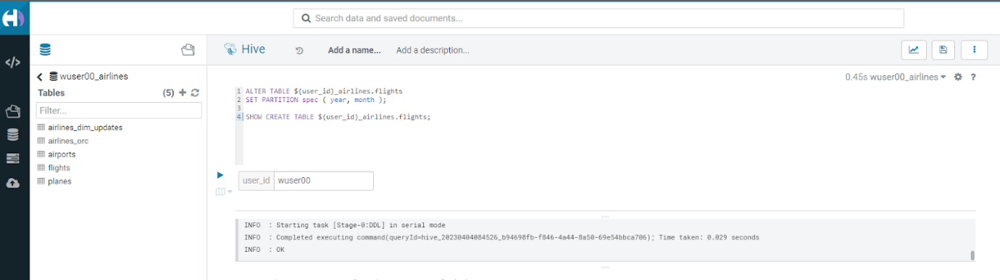 Search data and saved documents...
Hive
Add a name...
Add a description...
wuser00_airlines
0.45s wuser00_airlines
?
Tables
(5)
Filter...
airlines_dim_updates
airlines_orc
airports
flights
planes
1 ALTER TABLE ${user_id}_airlines.flights
2 SET PARTITION spec ( year, month );
3
4 SHOW CREATE TABLE ${user_id}_airlines.flights;
user_id wuser00
INFO : Starting task [Stage-0:DDL] in serial mode
INFO : Completed executing command(queryId=hive_20230404084526_b94698fb-f846-4a44-8a50-69e54bbca706); Time taken: 0.029 seconds
INFO : OK